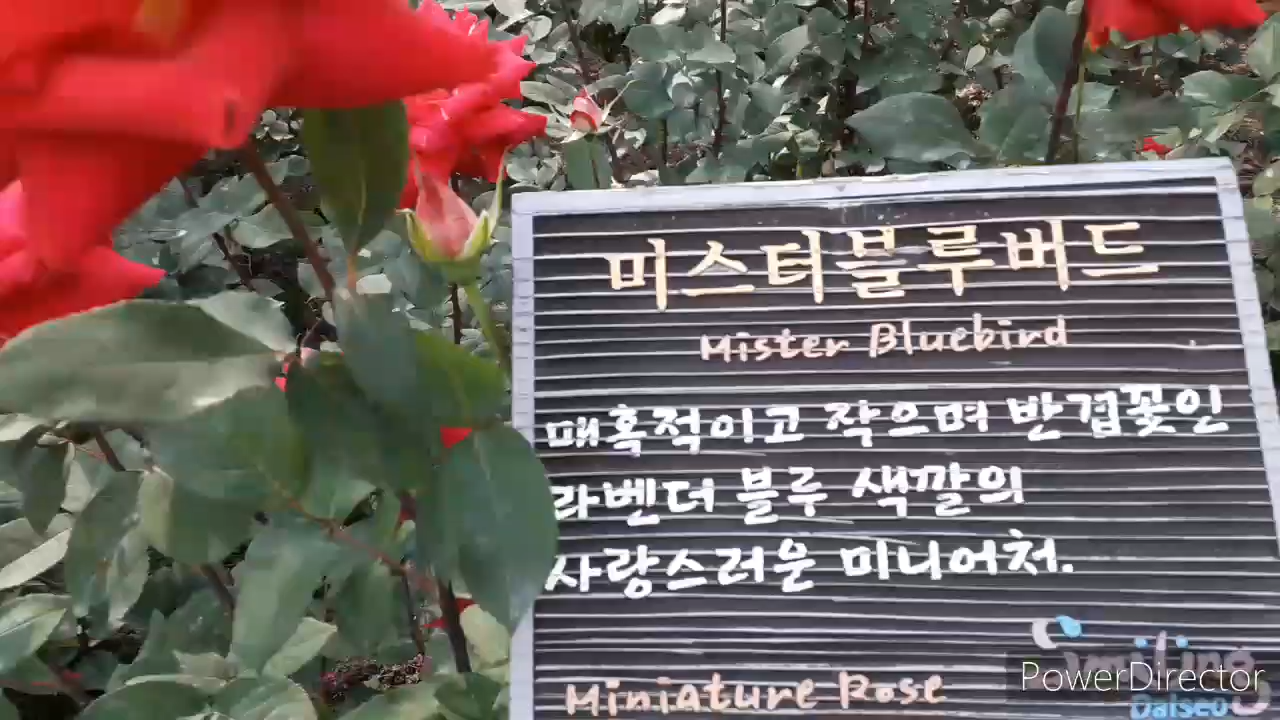 미스터블루버드
Mister Bluebird
매혹적이고 작으며 반겹꽃인
라벤더 블루 색깔의
사랑스러운 미니어처.
Miniature Rose
Smiling
PowerDirector
Dalseo